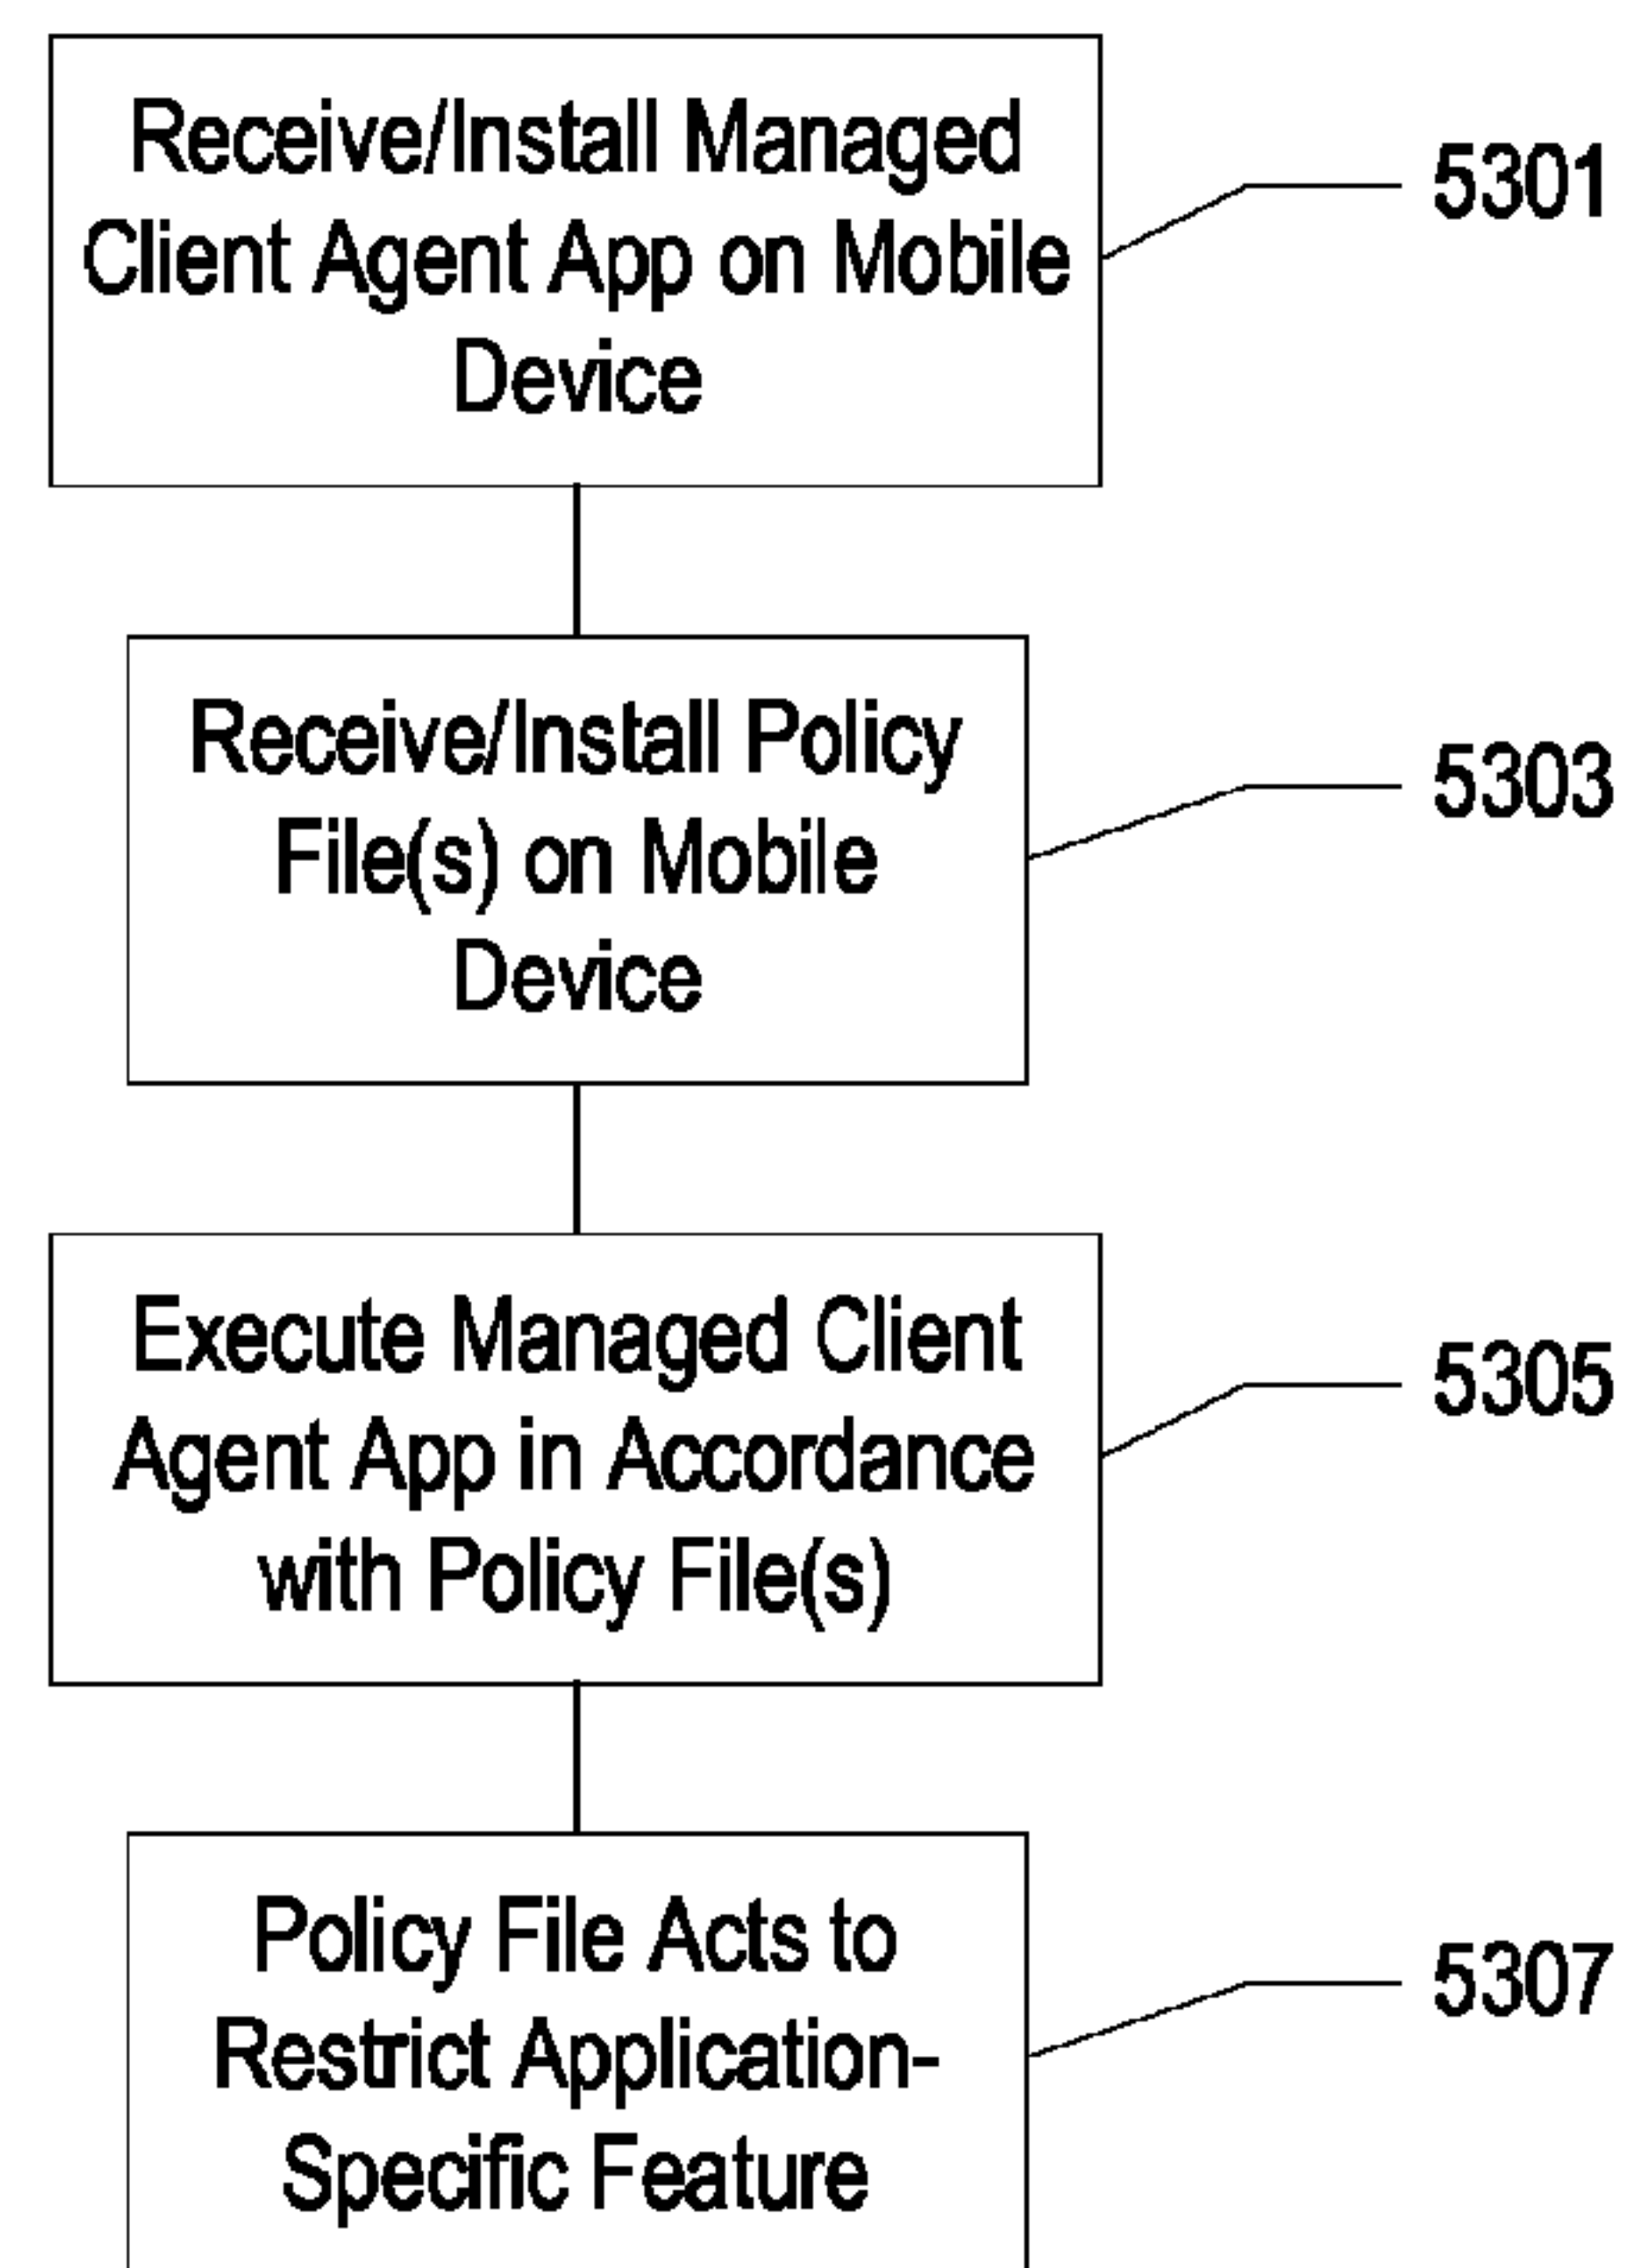 Receive/Install Managed
Client Agent App on Mobile
Device
5301
Receive/Install Policy
File(s) on Mobile
Device
5303
Execute Managed Client
Agent App in Accordance
with Policy File(s)
5305
Policy File Acts to
Restrict Application-
Specific Feature
5307